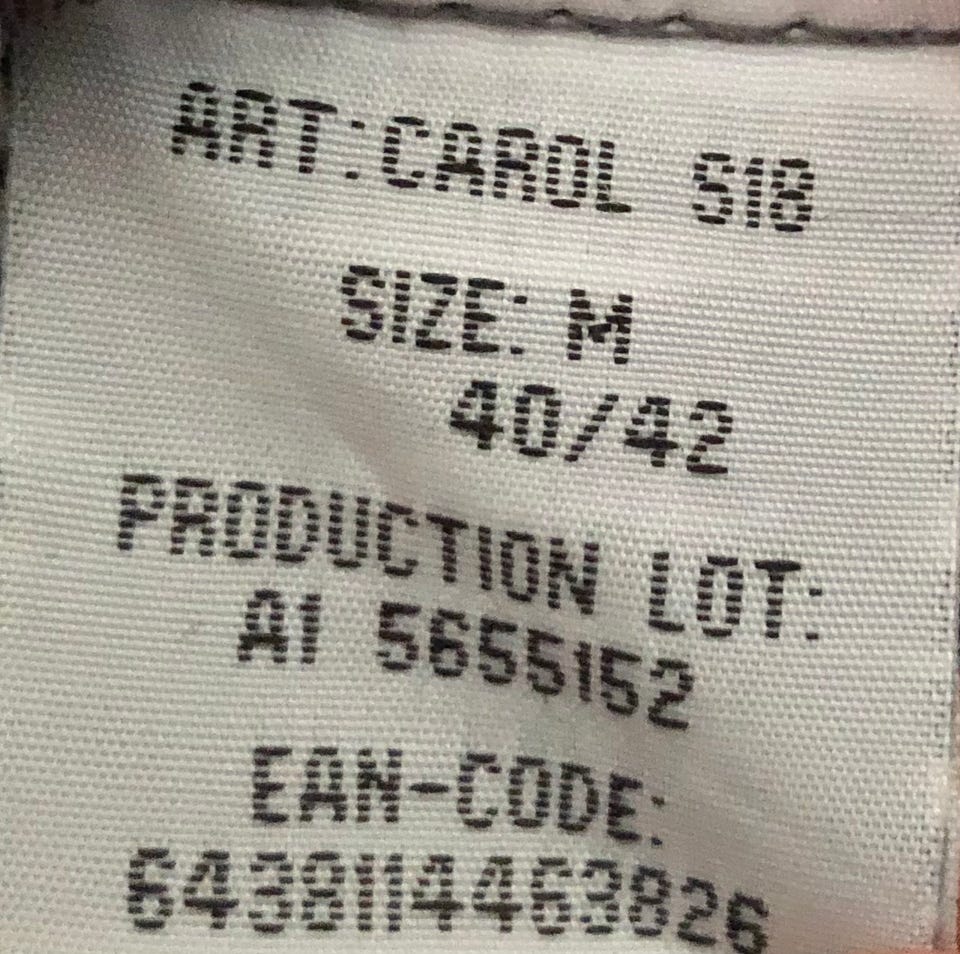 ART:CAROL S18
SIZE: M
40/42
PRODUCTION LOT:
A1 5655152
EAN-CODE:
6438114463826